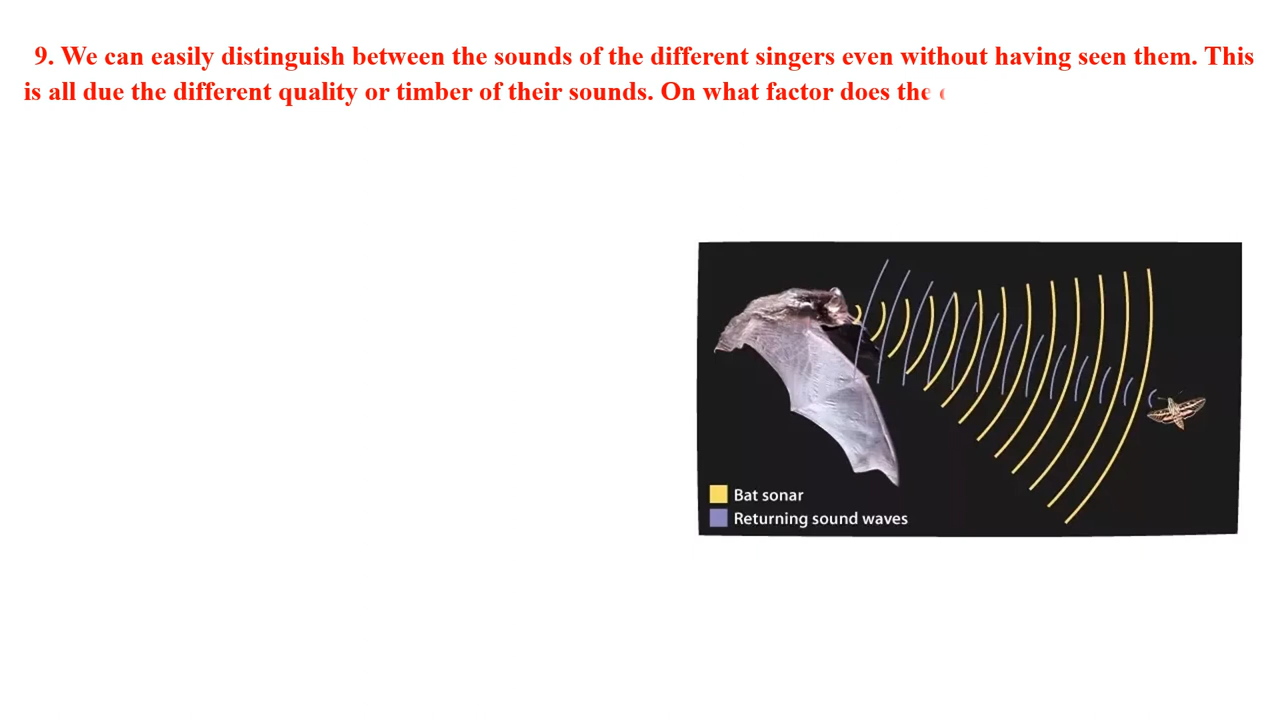 9. We can easily distinguish between the sounds of the different singers even without having seen them. This
is all due the different quality or timber of their sounds. On what factor does the
Bat sonar
Returning sound waves